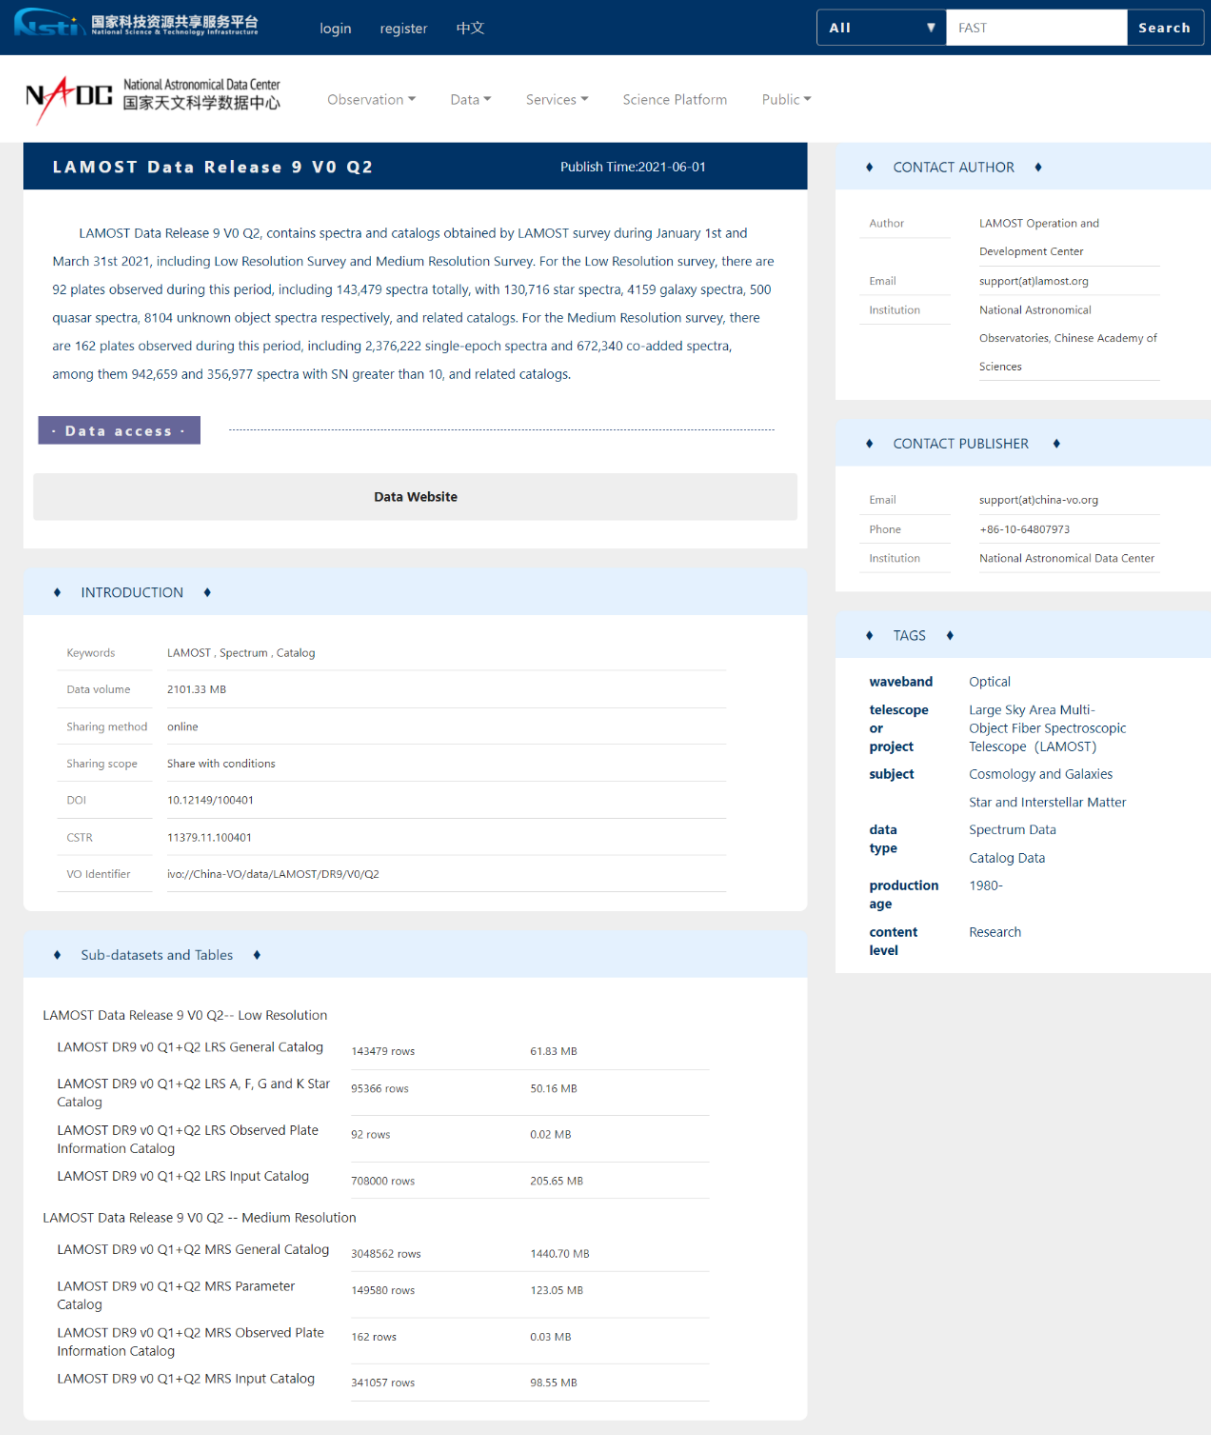 Nsti 国家科技资源共享服务平台
National Science & Technology Infrastructure
login register 中文
All ▼ FAST Search
NADC National Astronomical Data Center
国家天文科学数据中心
Observation Data Services Science Platform Public
LAMOST Data Release 9 V0 Q2 Publish Time:2021-06-01
LAMOST Data Release 9 V0 Q2, contains spectra and catalogs obtained by LAMOST survey during January 1st and
March 31st 2021, including Low Resolution Survey and Medium Resolution Survey. For the Low Resolution survey, there are
92 plates observed during this period, including 143,479 spectra totally, with 130,716 star spectra, 4159 galaxy spectra, 500
quasar spectra, 8104 unknown object spectra respectively, and related catalogs. For the Medium Resolution survey, there
are 162 plates observed during this period, including 2,376,222 single-epoch spectra and 672,340 co-added spectra,
among them 942,659 and 356,977 spectra with SN greater than 10, and related catalogs.
· Data access ·
Data Website
♦ INTRODUCTION ♦
Keywords LAMOST , Spectrum , Catalog
Data volume 2101.33 MB
Sharing method online
Sharing scope Share with conditions
DOI 10.12149/100401
CSTR 11379.11.100401
VO Identifier ivo://China-VO/data/LAMOST/DR9/V0/Q2
♦ Sub-datasets and Tables ♦
LAMOST Data Release 9 V0 Q2-- Low Resolution
LAMOST DR9 v0 Q1+Q2 LRS General Catalog 143479 rows 61.83 MB
LAMOST DR9 v0 Q1+Q2 LRS A, F, G and K Star
Catalog 95366 rows 50.16 MB
LAMOST DR9 v0 Q1+Q2 LRS Observed Plate
Information Catalog 92 rows 0.02 MB
LAMOST DR9 v0 Q1+Q2 LRS Input Catalog 708000 rows 205.65 MB
LAMOST Data Release 9 V0 Q2 -- Medium Resolution
LAMOST DR9 v0 Q1+Q2 MRS General Catalog 3048562 rows 1440.70 MB
LAMOST DR9 v0 Q1+Q2 MRS Parameter
Catalog 149580 rows 123.05 MB
LAMOST DR9 v0 Q1+Q2 MRS Observed Plate
Information Catalog 162 rows 0.03 MB
LAMOST DR9 v0 Q1+Q2 MRS Input Catalog 341057 rows 98.55 MB
♦ CONTACT AUTHOR ♦
Author LAMOST Operation and
Development Center
Email support(at)lamost.org
Institution National Astronomical
Observatories, Chinese Academy of
Sciences
♦ CONTACT PUBLISHER ♦
Email support(at)china-vo.org
Phone +86-10-64807973
Institution National Astronomical Data Center
♦ TAGS ♦
waveband Optical
telescope Large Sky Area Multi-
or Object Fiber Spectroscopic
project Telescope (LAMOST)
subject Cosmology and Galaxies
Star and Interstellar Matter
data Spectrum Data
type Catalog Data
production 1980-
age
content Research
level